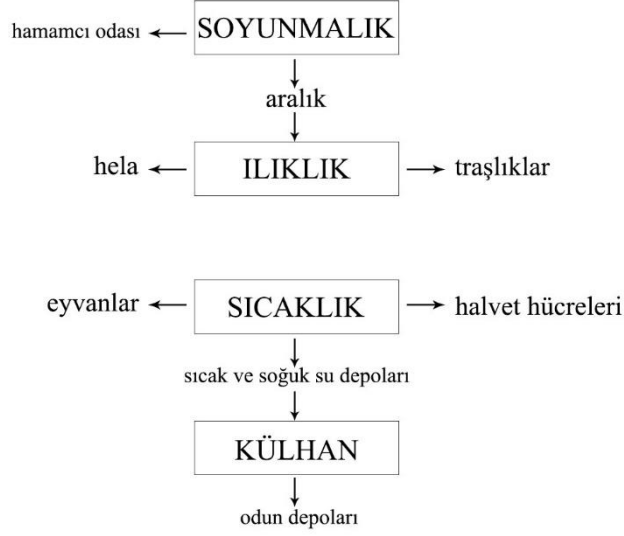 hamamcı odası
SOYUNMALIK
aralık
hela
ILIKLIK
traşlıklar
eyvanlar
SICAKLIK
halvet hücreleri
sıcak ve soğuk su depoları
KÜLHAN
odun depoları